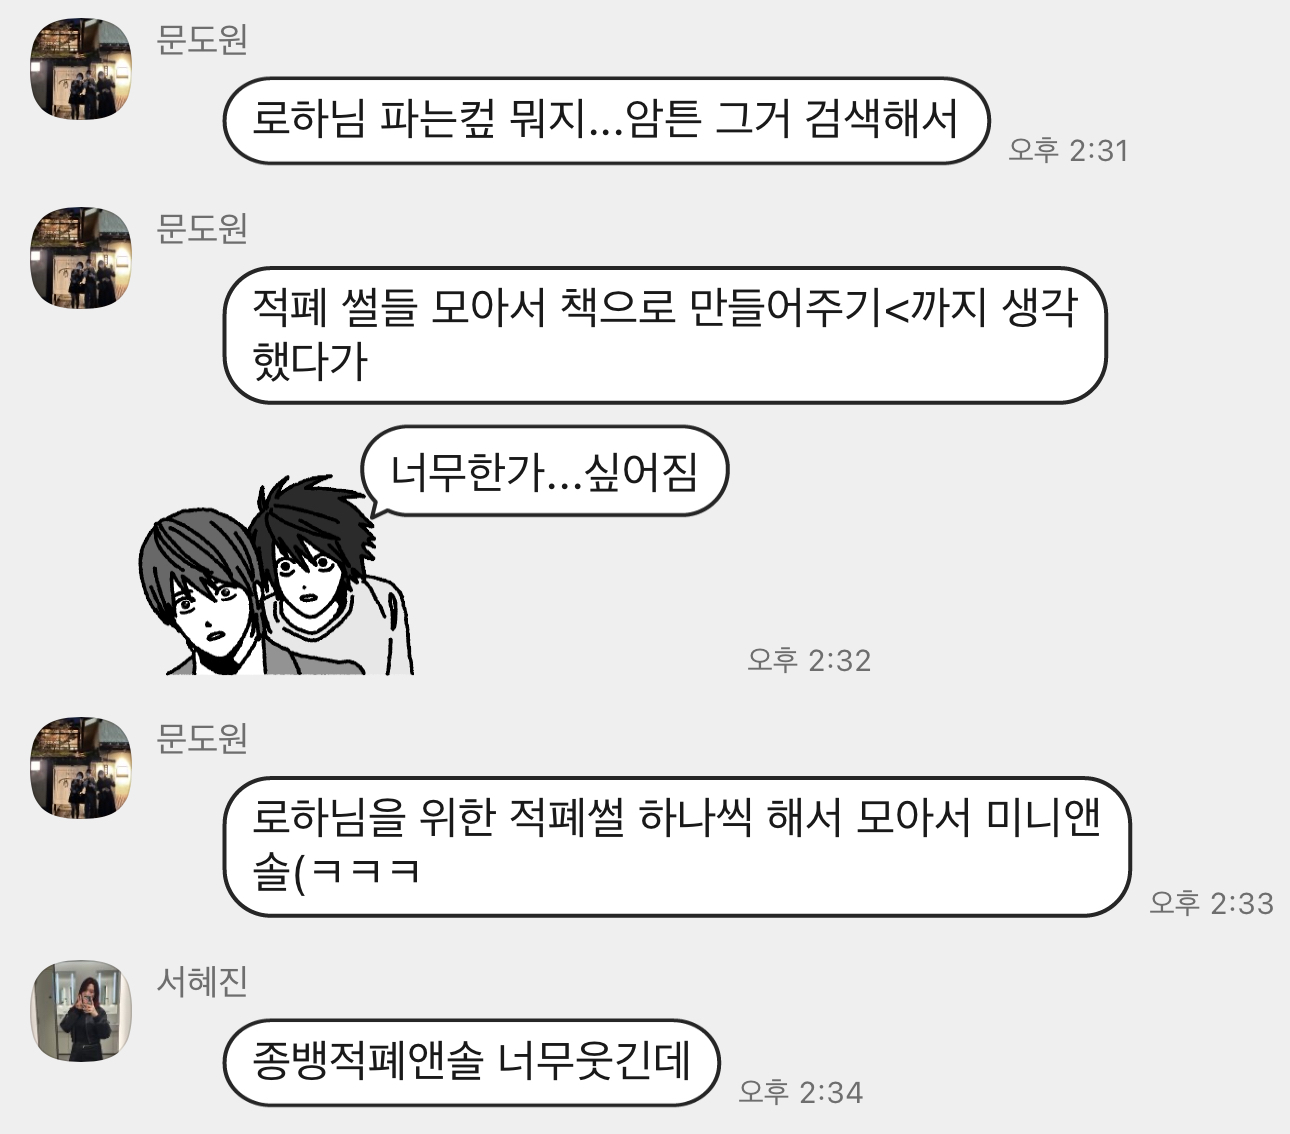 문도원
로하님 파는컾 뭐지...암튼 그거 검색해서
오후 2:31
문도원
적폐 썰들 모아서 책으로 만들어주기<까지 생각
했다가
너무한가...싶어짐
오후 2:32
문도원
로하님을 위한 적폐썰 하나씩 해서 모아서 미니앤
솔(ㅋㅋㅋ
오후 2:33
서혜진
종뱅적폐앤솔 너무웃긴데
오후 2:34